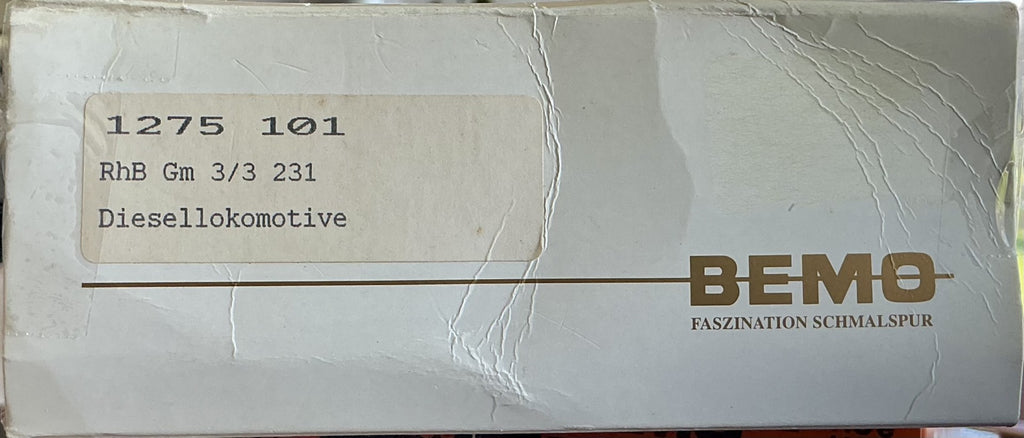 1275 101
RhB Gm 3/3 231
Diesellokomotive
BEMO
FASZINATION SCHMALSPUR